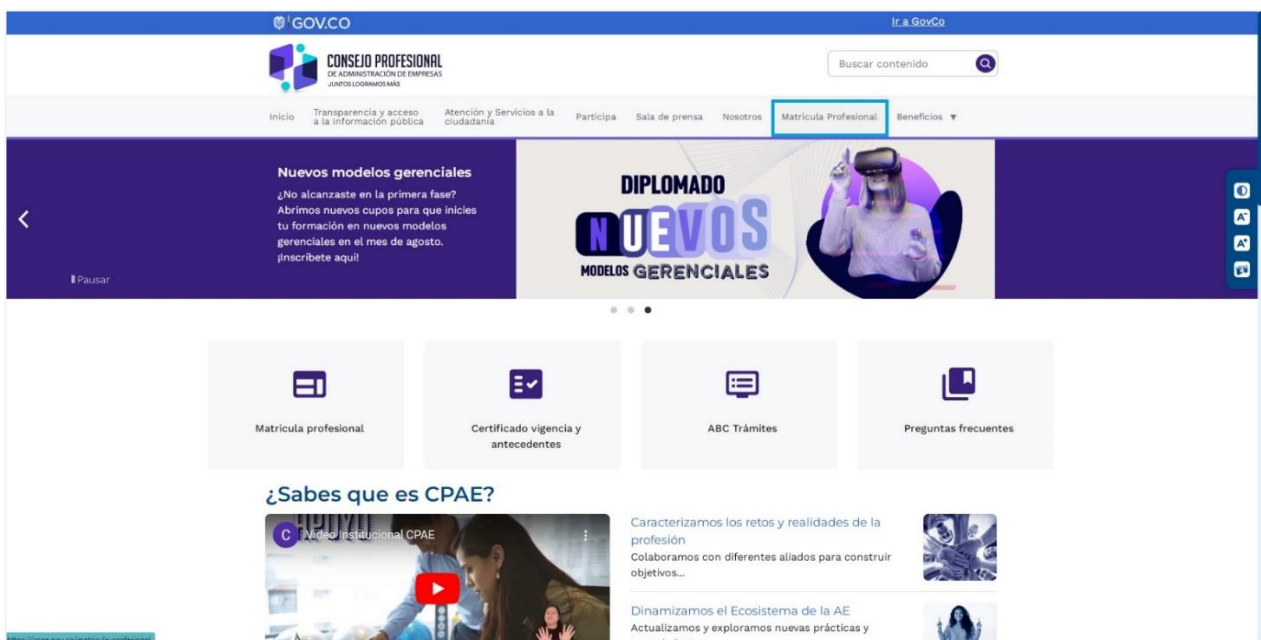 GOV.CO
Ir a GovCo
CONSEJO PROFESIONAL
DE ADMINISTRACIÓN DE EMPRESAS
JUNTOS LOGRAMOS MÁS
Buscar contenido
Inicio
Transparencia y acceso
a la información pública
Atención y Servicios a la
ciudadanía
Participa
Sala de prensa
Nosotros
Matrícula Profesional
Beneficios ▼
Nuevos modelos gerenciales
¿No alcanzaste en la primera fase?
Abrimos nuevos cupos para que inicies
tu formación en nuevos modelos
gerenciales en el mes de agosto.
¡Inscríbete aquí!
Pausar
DIPLOMADO
NUEVOS
MODELOS GERENCIALES
A-
A+
Matricula profesional
Certificado vigencia y
antecedentes
ABC Trámites
Preguntas frecuentes
¿Sabes que es CPAE?
C
Video Institucional CPAE
Caracterizamos los retos y realidades de la
profesión
Colaboramos con diferentes aliados para construir
objetivos...
Dinamizamos el Ecosistema de la AE
Actualizamos y exploramos nuevas prácticas y